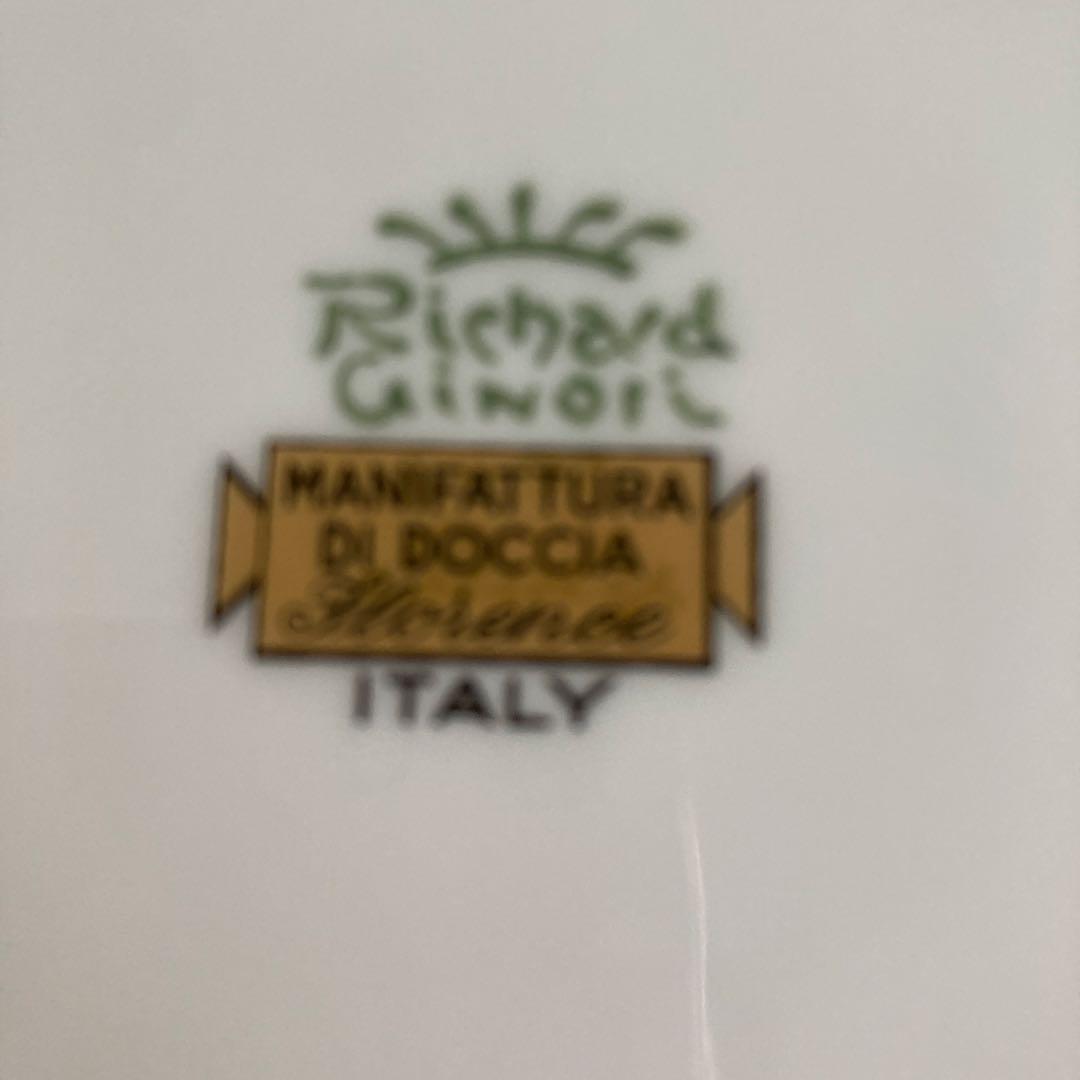 Richard
Ginori
MANIFATTURA
DI DOCCIA
Florence
ITALY